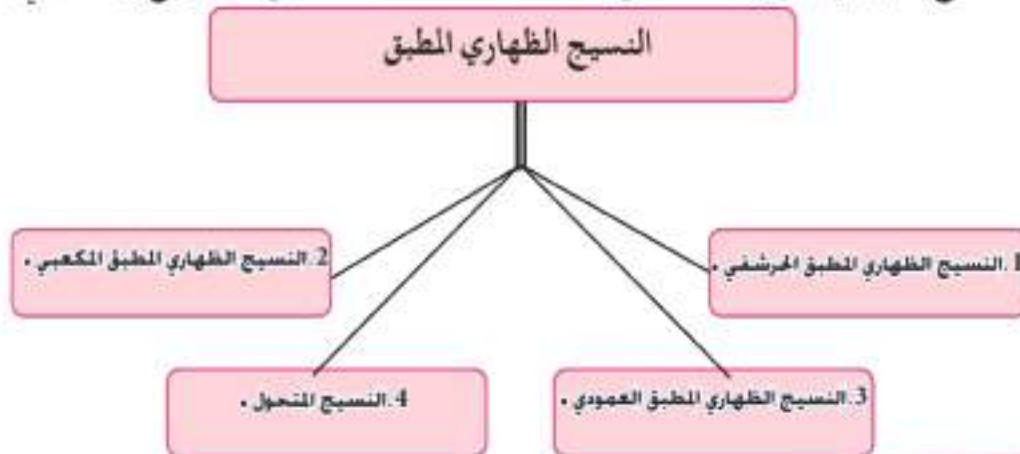 النسيج الظهاري المطبق
1.النسيج الظهاري المطبق الحرشفي .
2.النسيج الظهاري المطبق المكعبي .
3.النسيج الظهاري المطبق العمودي .
4.النسيج المتحول .